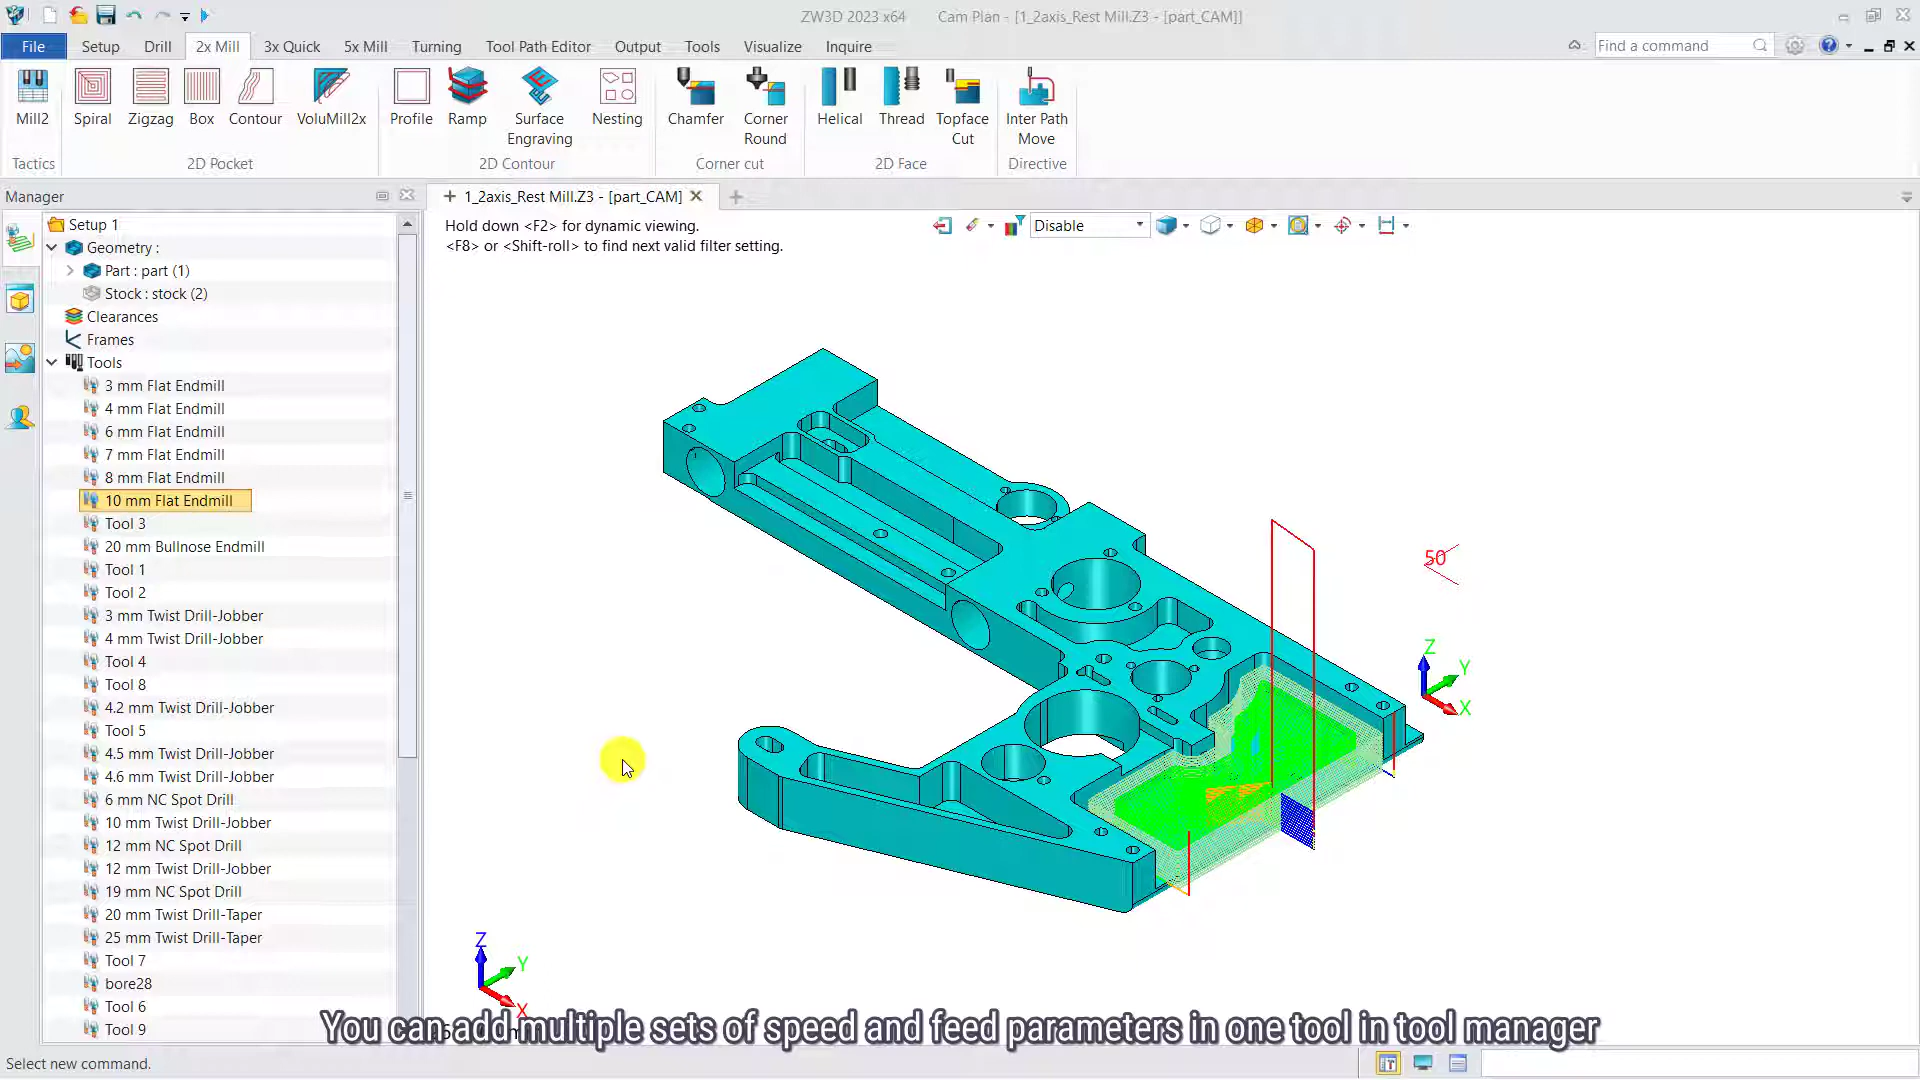 ZW3D 2023 x64 Cam Plan - [1_2axis_Rest Mill.Z3 - [part_CAM]]
File Setup Drill 2x Mill 3x Quick 5x Mill Turning Tool Path Editor Output Tools Visualize Inquire Find a command
Mill2 Spiral Zigzag Box Contour VoluMill2x Profile Ramp Surface Engraving Nesting Chamfer Corner Round Helical Thread Topface Cut Inter Path Move
Tactics 2D Pocket 2D Contour Corner cut 2D Face Directive
Manager
1_2axis_Rest Mill.Z3 - [part_CAM]
Hold down <F2> for dynamic viewing.
<F8> or <Shift-roll> to find next valid filter setting.
Disable
Setup 1
Geometry :
Part : part (1)
Stock : stock (2)
Clearances
Frames
Tools
3 mm Flat Endmill
4 mm Flat Endmill
6 mm Flat Endmill
7 mm Flat Endmill
8 mm Flat Endmill
10 mm Flat Endmill
Tool 3
20 mm Bullnose Endmill
Tool 1
Tool 2
3 mm Twist Drill-Jobber
4 mm Twist Drill-Jobber
Tool 4
Tool 8
4.2 mm Twist Drill-Jobber
Tool 5
4.5 mm Twist Drill-Jobber
4.6 mm Twist Drill-Jobber
6 mm NC Spot Drill
10 mm Twist Drill-Jobber
12 mm NC Spot Drill
12 mm Twist Drill-Jobber
19 mm NC Spot Drill
20 mm Twist Drill-Taper
25 mm Twist Drill-Taper
Tool 7
bore28
Tool 6
Tool 9
50
Z
Y
X
Z
Y
X
You can add multiple sets of speed and feed parameters in one tool in tool manager
Select new command.